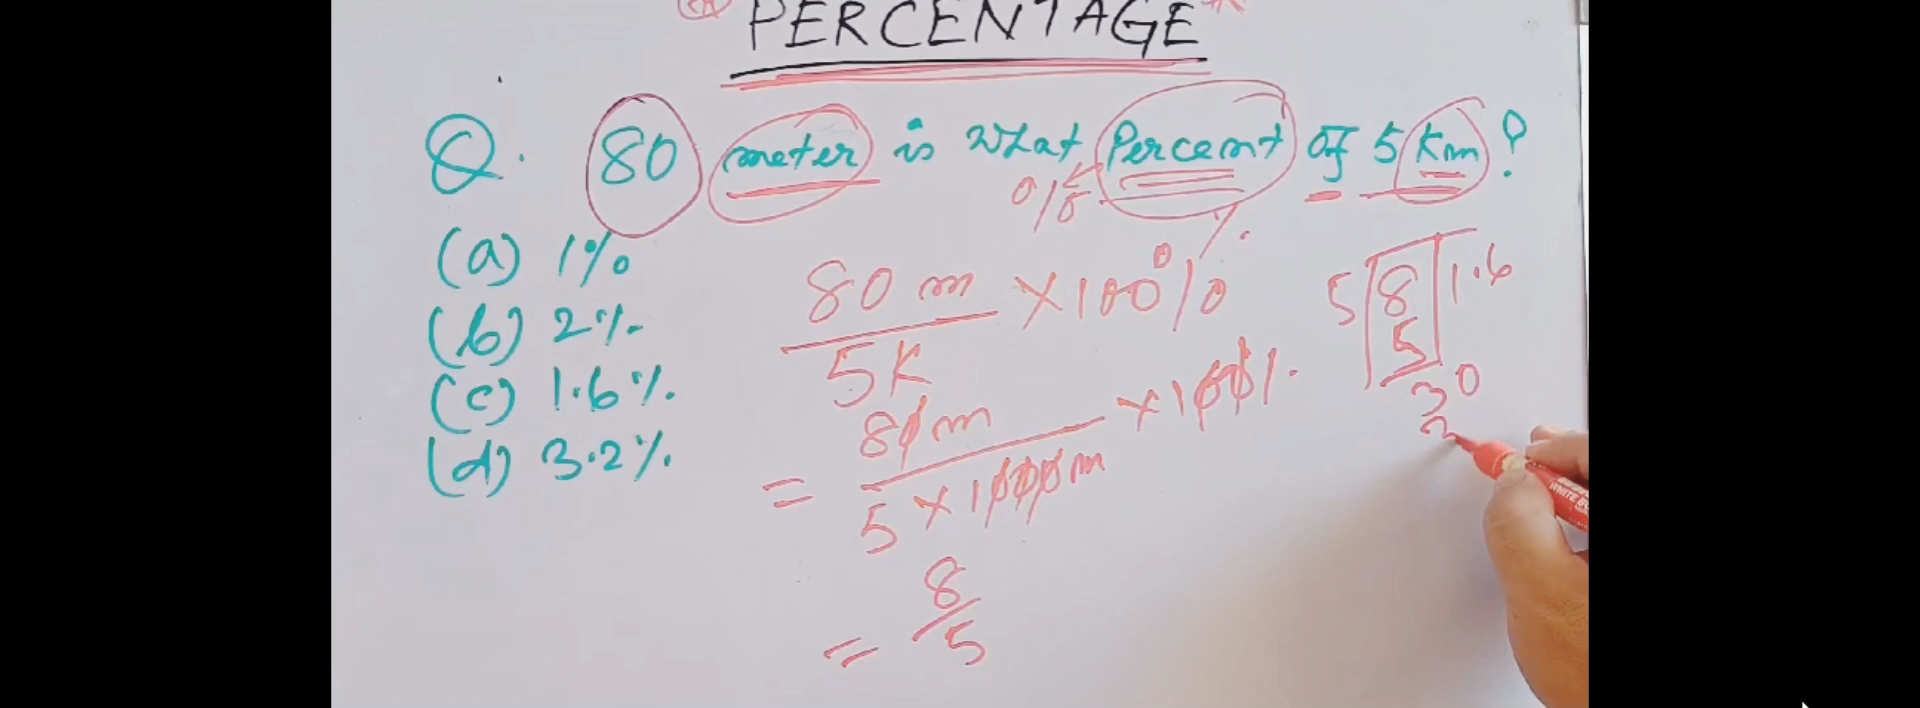 PERCENTAGE
Q. 80 meter is what Percent of 5 Km?
%
(a) 1%
(b) 2%.
(c) 1.6%.
(d) 3.2%.
80 m × 100%
5K
= 80m × 100%.
5 × 1000m
= 8
5
5 8 1.6
5
30